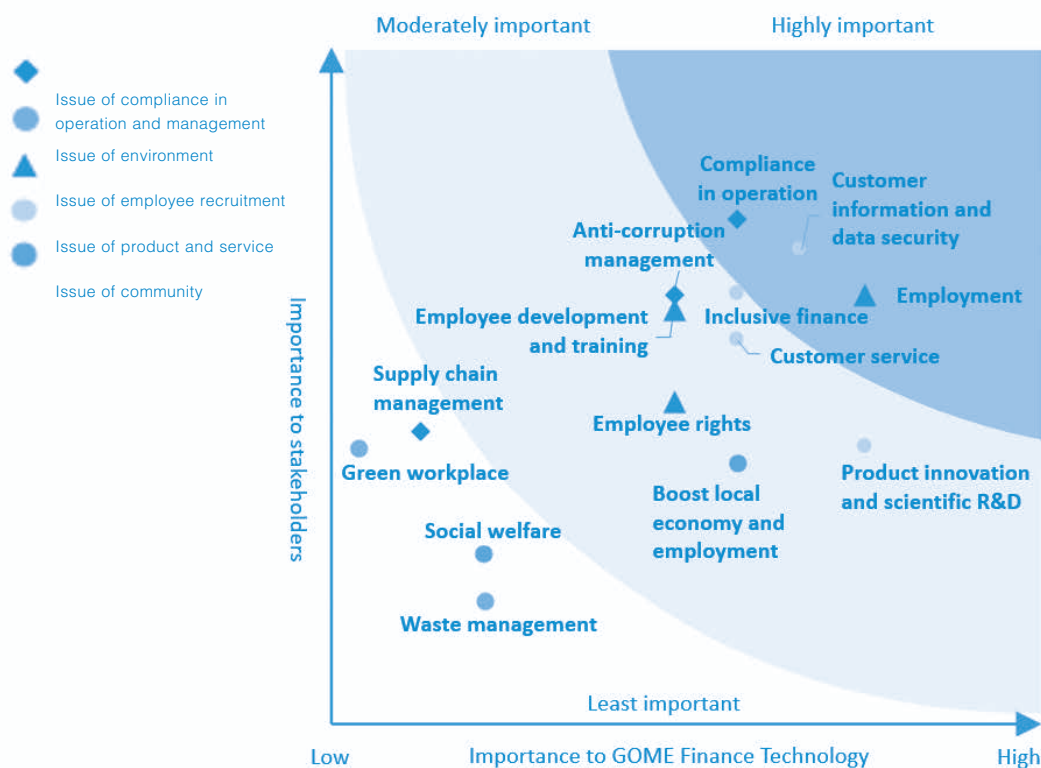 Moderately important
Highly important
Issue of compliance in
operation and management
Issue of environment
Issue of employee recruitment
Issue of product and service
Issue of community
Importance to stakeholders
Compliance
in operation
Customer
information and
data security
Anti-corruption
management
Employment
Employee development
and training
Inclusive finance
Customer service
Supply chain
management
Employee rights
Green workplace
Product innovation
and scientific R&D
Boost local
economy and
employment
Social welfare
Waste management
Least important
Low
Importance to GOME Finance Technology
High